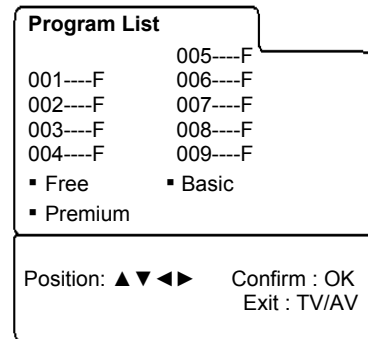 Program List
005----F
001----F 006----F
002----F 007----F
003----F 008----F
004----F 009----F
▪ Free ▪ Basic
▪ Premium
Position: ▲▼◄► Confirm : OK
Exit : TV/AV